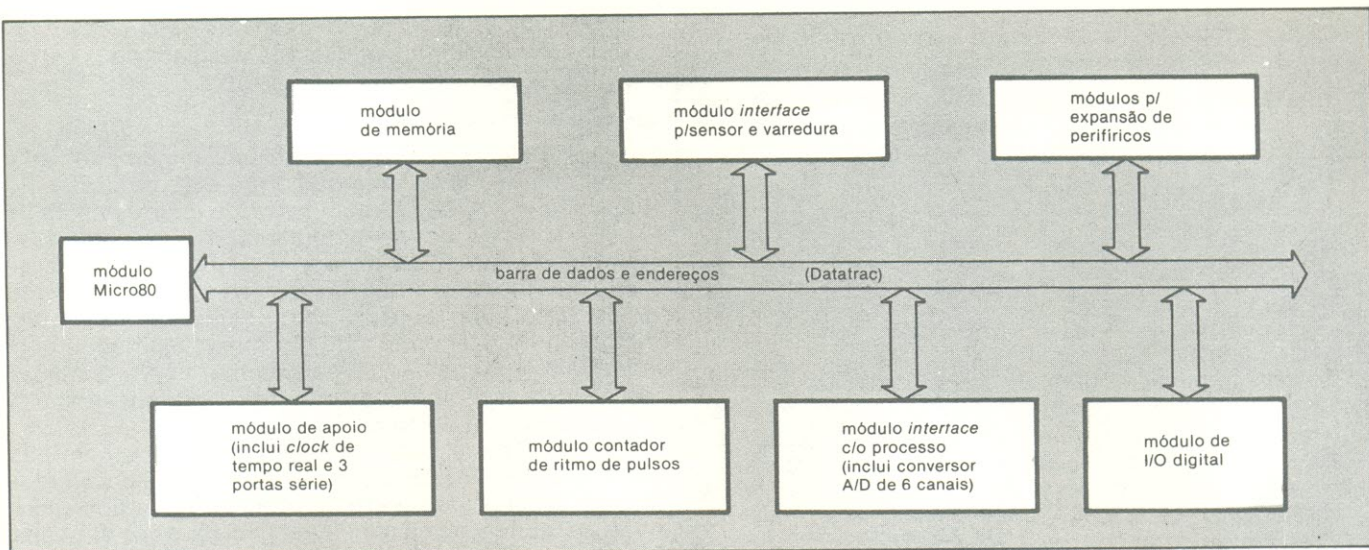 módulo
de memória
módulo interface
p/sensor e varredura
módulos p/
expansão de
perifíricos
módulo
Micro80
barra de dados e endereços (Datatrac)
módulo de apoio
(inclui clock de
tempo real e 3
portas série)
módulo contador
de ritmo de pulsos
módulo interface
c/o processo
(inclui conversor
A/D de 6 canais)
módulo de
I/O digital